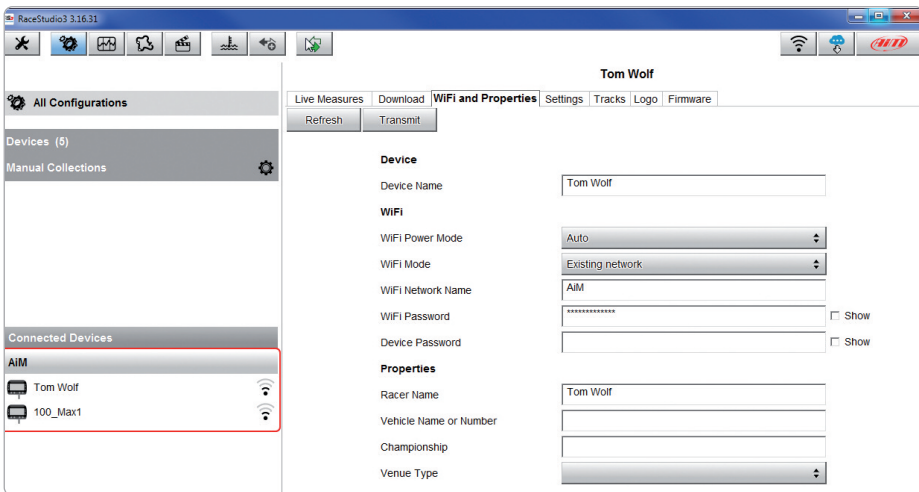 RaceStudio3 3.16.31
AiM
Tom Wolf
All Configurations
Live Measures Download WiFi and Properties Settings Tracks Logo Firmware
Refresh Transmit
Devices (5)
Manual Collections
Device
Device Name Tom Wolf
WiFi
WiFi Power Mode Auto
WiFi Mode Existing network
WiFi Network Name AiM
WiFi Password ************* Show
Device Password Show
Connected Devices
AiM
Tom Wolf
100_Max1
Properties
Racer Name Tom Wolf
Vehicle Name or Number
Championship
Venue Type